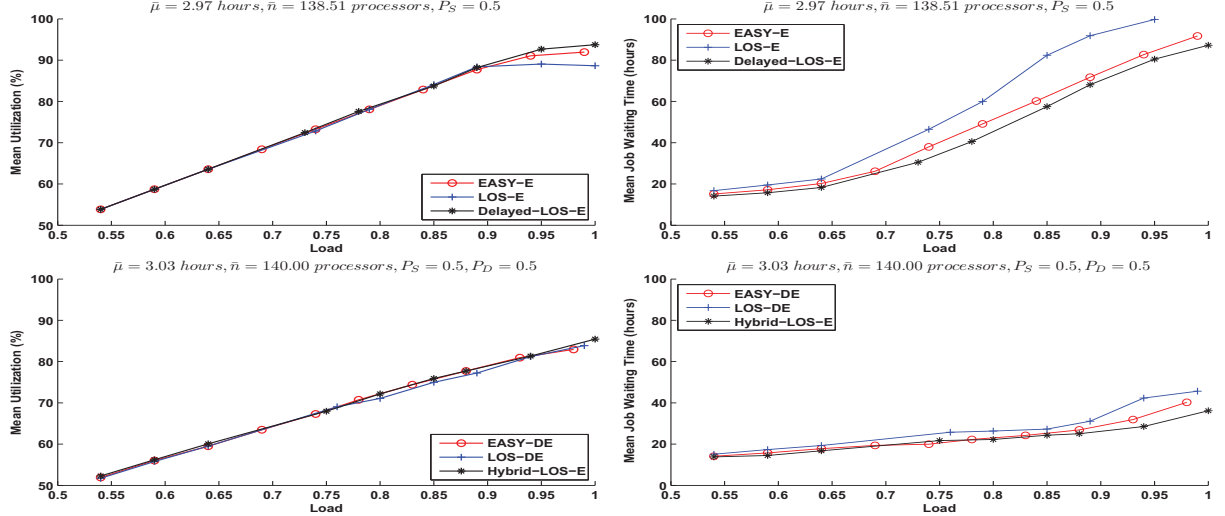 μ̄ = 2.97 hours, n̄ = 138.51 processors, P_S = 0.5
100
90
80
70
60
50
Mean Utilization (%)
EASY−E
LOS−E
Delayed−LOS−E
0.5 0.55 0.6 0.65 0.7 0.75 0.8 0.85 0.9 0.95 1
Load
μ̄ = 2.97 hours, n̄ = 138.51 processors, P_S = 0.5
100
80
60
40
20
0
Mean Job Waiting Time (hours)
EASY−E
LOS−E
Delayed−LOS−E
0.5 0.55 0.6 0.65 0.7 0.75 0.8 0.85 0.9 0.95 1
Load
μ̄ = 3.03 hours, n̄ = 140.00 processors, P_S = 0.5, P_D = 0.5
100
90
80
70
60
50
Mean Utilization (%)
EASY−DE
LOS−DE
Hybrid−LOS−E
0.5 0.55 0.6 0.65 0.7 0.75 0.8 0.85 0.9 0.95 1
Load
μ̄ = 3.03 hours, n̄ = 140.00 processors, P_S = 0.5, P_D = 0.5
100
80
60
40
20
0
Mean Job Waiting Time (hours)
EASY−DE
LOS−DE
Hybrid−LOS−E
0.5 0.55 0.6 0.65 0.7 0.75 0.8 0.85 0.9 0.95 1
Load